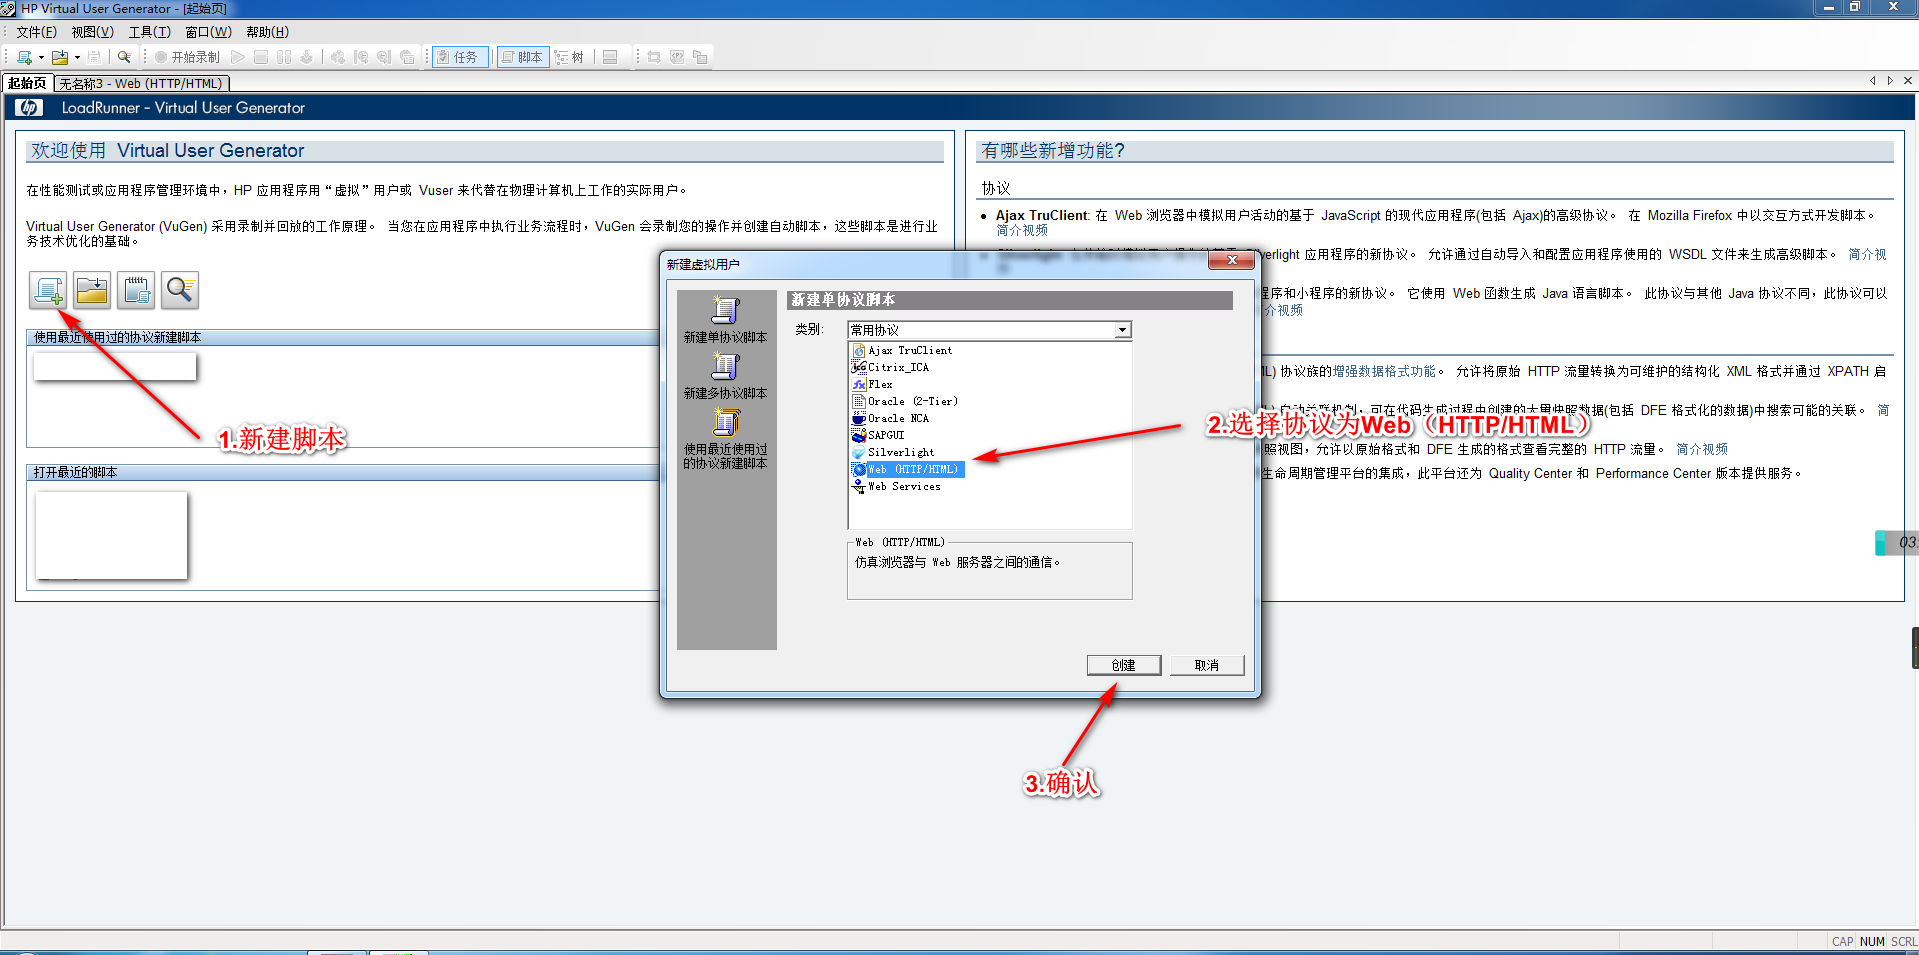 HP Virtual User Generator - [起始页]
文件(F) 视图(V) 工具(T) 窗口(W) 帮助(H)
开始录制 任务 脚本 树
起始页 无名称3 - Web (HTTP/HTML)
hp LoadRunner - Virtual User Generator
欢迎使用 Virtual User Generator
在性能测试或应用程序管理环境中，HP 应用程序用“虚拟”用户或 Vuser 来代替在物理计算机上工作的实际用户。
Virtual User Generator (VuGen) 采用录制并回放的工作原理。 当您在应用程序中执行业务流程时，VuGen 会录制您的操作并创建自动脚本，这些脚本是进行业
务技术优化的基础。
使用最近使用过的协议新建脚本
1.新建脚本
打开最近的脚本
有哪些新增功能?
协议
Ajax TruClient: 在 Web 浏览器中模拟用户活动的基于 JavaScript 的现代应用程序(包括 Ajax)的高级协议。 在 Mozilla Firefox 中以交互方式开发脚本。
简介视频
verlight 应用程序的新协议。 允许通过自动导入和配置应用程序使用的 WSDL 文件来生成高级脚本。 简介视
程序和小程序的新协议。 它使用 Web 函数生成 Java 语言脚本。 此协议与其他 Java 协议不同，此协议可以
介视频
ML) 协议族的增强数据格式功能。 允许将原始 HTTP 流量转换为可维护的结构化 XML 格式并通过 XPATH 启
自动关联机制，可在代码生成过程中创建的大量快照数据(包括 DFE 格式化的数据)中搜索可能的关联。 简
2.选择协议为Web（HTTP/HTML）
照视图，允许以原始格式和 DFE 生成的格式查看完整的 HTTP 流量。 简介视频
生命周期管理平台的集成，此平台还为 Quality Center 和 Performance Center 版本提供服务。
03:
新建虚拟用户
新建单协议脚本
新建多协议脚本
使用最近使用过
的协议新建脚本
新建单协议脚本
类别: 常用协议
Ajax TruClient
Citrix_ICA
Flex
Oracle (2-Tier)
Oracle NCA
SAPGUI
Silverlight
Web (HTTP/HTML)
Web Services
Web (HTTP/HTML)
仿真浏览器与 Web 服务器之间的通信。
创建 取消
3.确认
CAP NUM SCRL